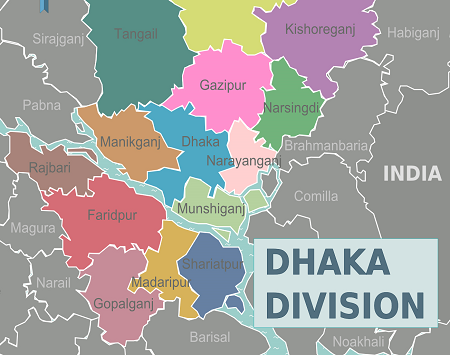 Kishoreganj
Habiganj
Tangail
Sirajganj
Gazipur
Pabna
Narsingdi
Manikganj
Dhaka
Brahmanbaria
Narayanganj
Rajbari
INDIA
Comilla
Munshiganj
Faridpur
Magura
DHAKA
DIVISION
Shariatpur
Narail
Madaripur
Gopalganj
Barisal
Noakhali